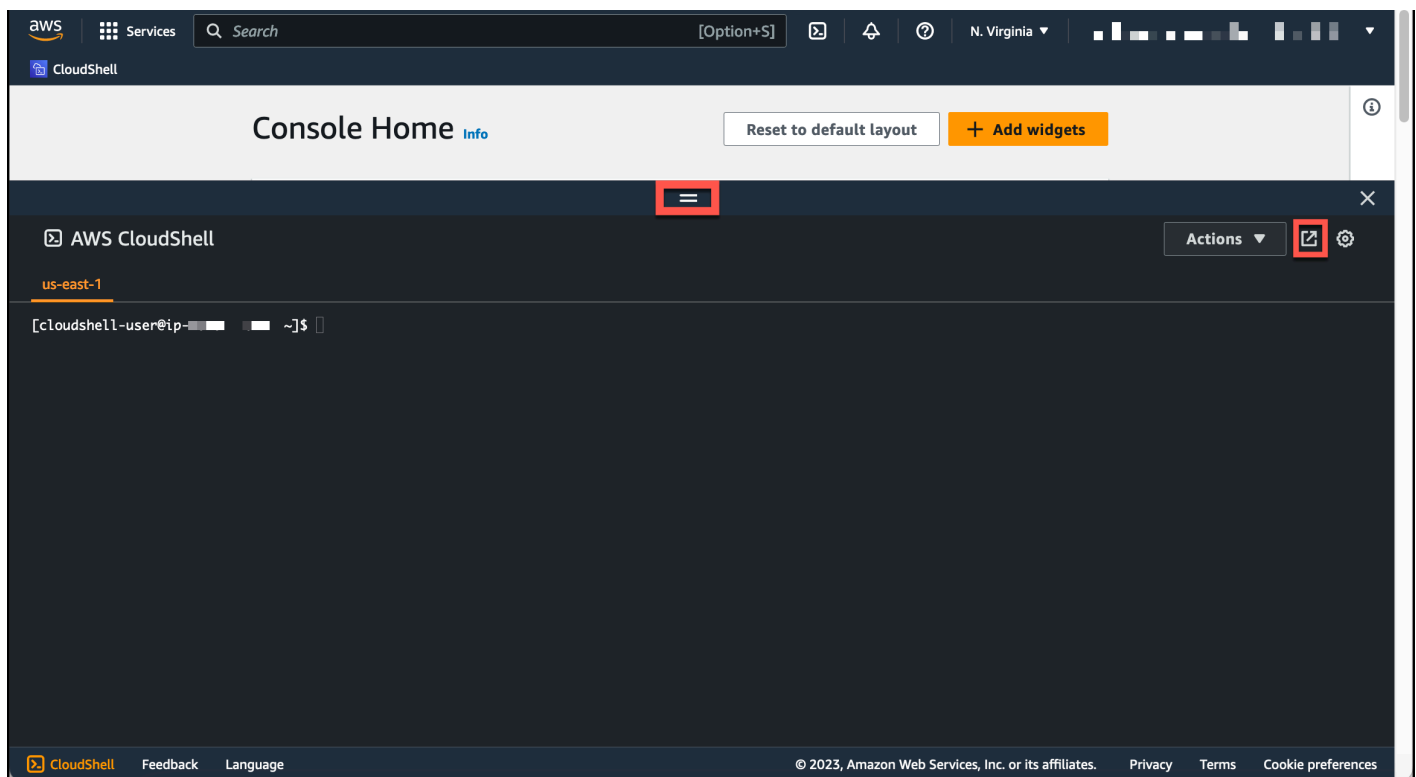 aws Services Search [Option+S] N. Virginia
CloudShell
Console Home Info Reset to default layout + Add widgets
AWS CloudShell Actions
us-east-1
[cloudshell-user@ip- ~]$
CloudShell Feedback Language © 2023, Amazon Web Services, Inc. or its affiliates. Privacy Terms Cookie preferences